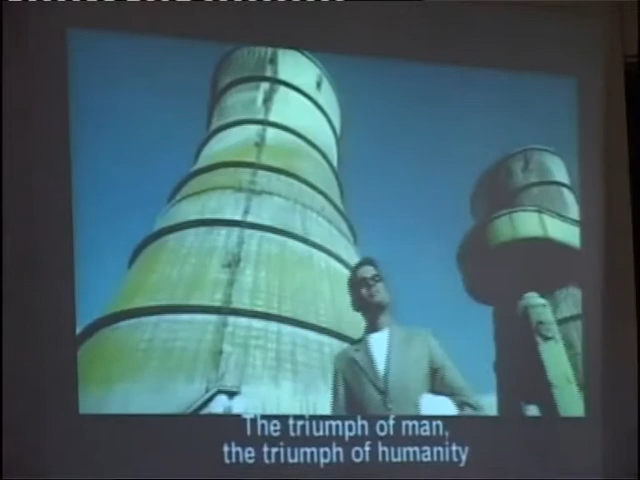 The triumph of man,
the triumph of humanity